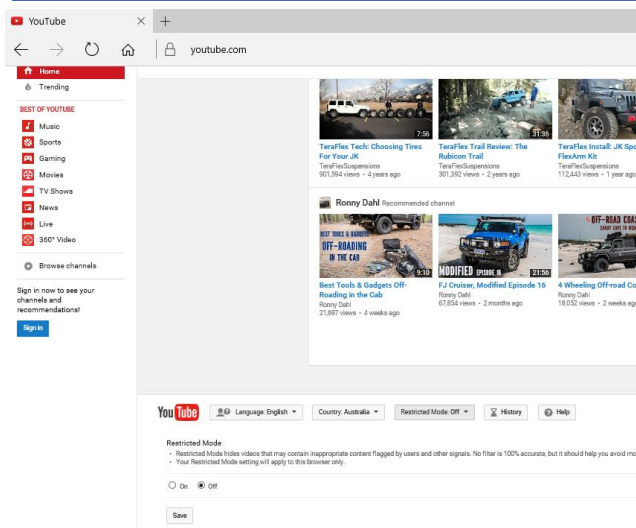 YouTube
youtube.com
Home
Trending
BEST OF YOUTUBE
Music
Sports
Gaming
Movies
TV Shows
News
Live
360° Video
Browse channels
Sign in now to see your
channels and
recommendations!
Sign in
7:56
TeraFlex Tech: Choosing Tires
For Your JK
TeraFlexSuspensions
901,594 views • 4 years ago
31:36
TeraFlex Trail Review: The
Rubicon Trail
TeraFlexSuspensions
301,392 views • 2 years ago
TeraFlex Install: JK Spo
FlexArm Kit
TeraFlexSuspensions
112,443 views • 1 year ago
Ronny Dahl Recommended channel
BEST TOOLS & GADGETS
OFF-ROADING
IN THE CAB
9:10
Best Tools & Gadgets Off-
Roading in the Cab
Ronny Dahl
21,697 views • 4 weeks ago
MODIFIED EPISODE 16
21:56
FJ Cruiser, Modified Episode 16
Ronny Dahl
67,854 views • 2 months ago
OFF-ROAD COA
4 Wheeling Off-road Co
Ronny Dahl
18,052 views • 2 weeks ago
YouTube
Language: English
Country: Australia
Restricted Mode: Off
History
Help
Restricted Mode
• Restricted Mode hides videos that may contain inappropriate content flagged by users and other signals. No filter is 100% accurate, but it should help you avoid mo
• Your Restricted Mode setting will apply to this browser only.
On Off
Save